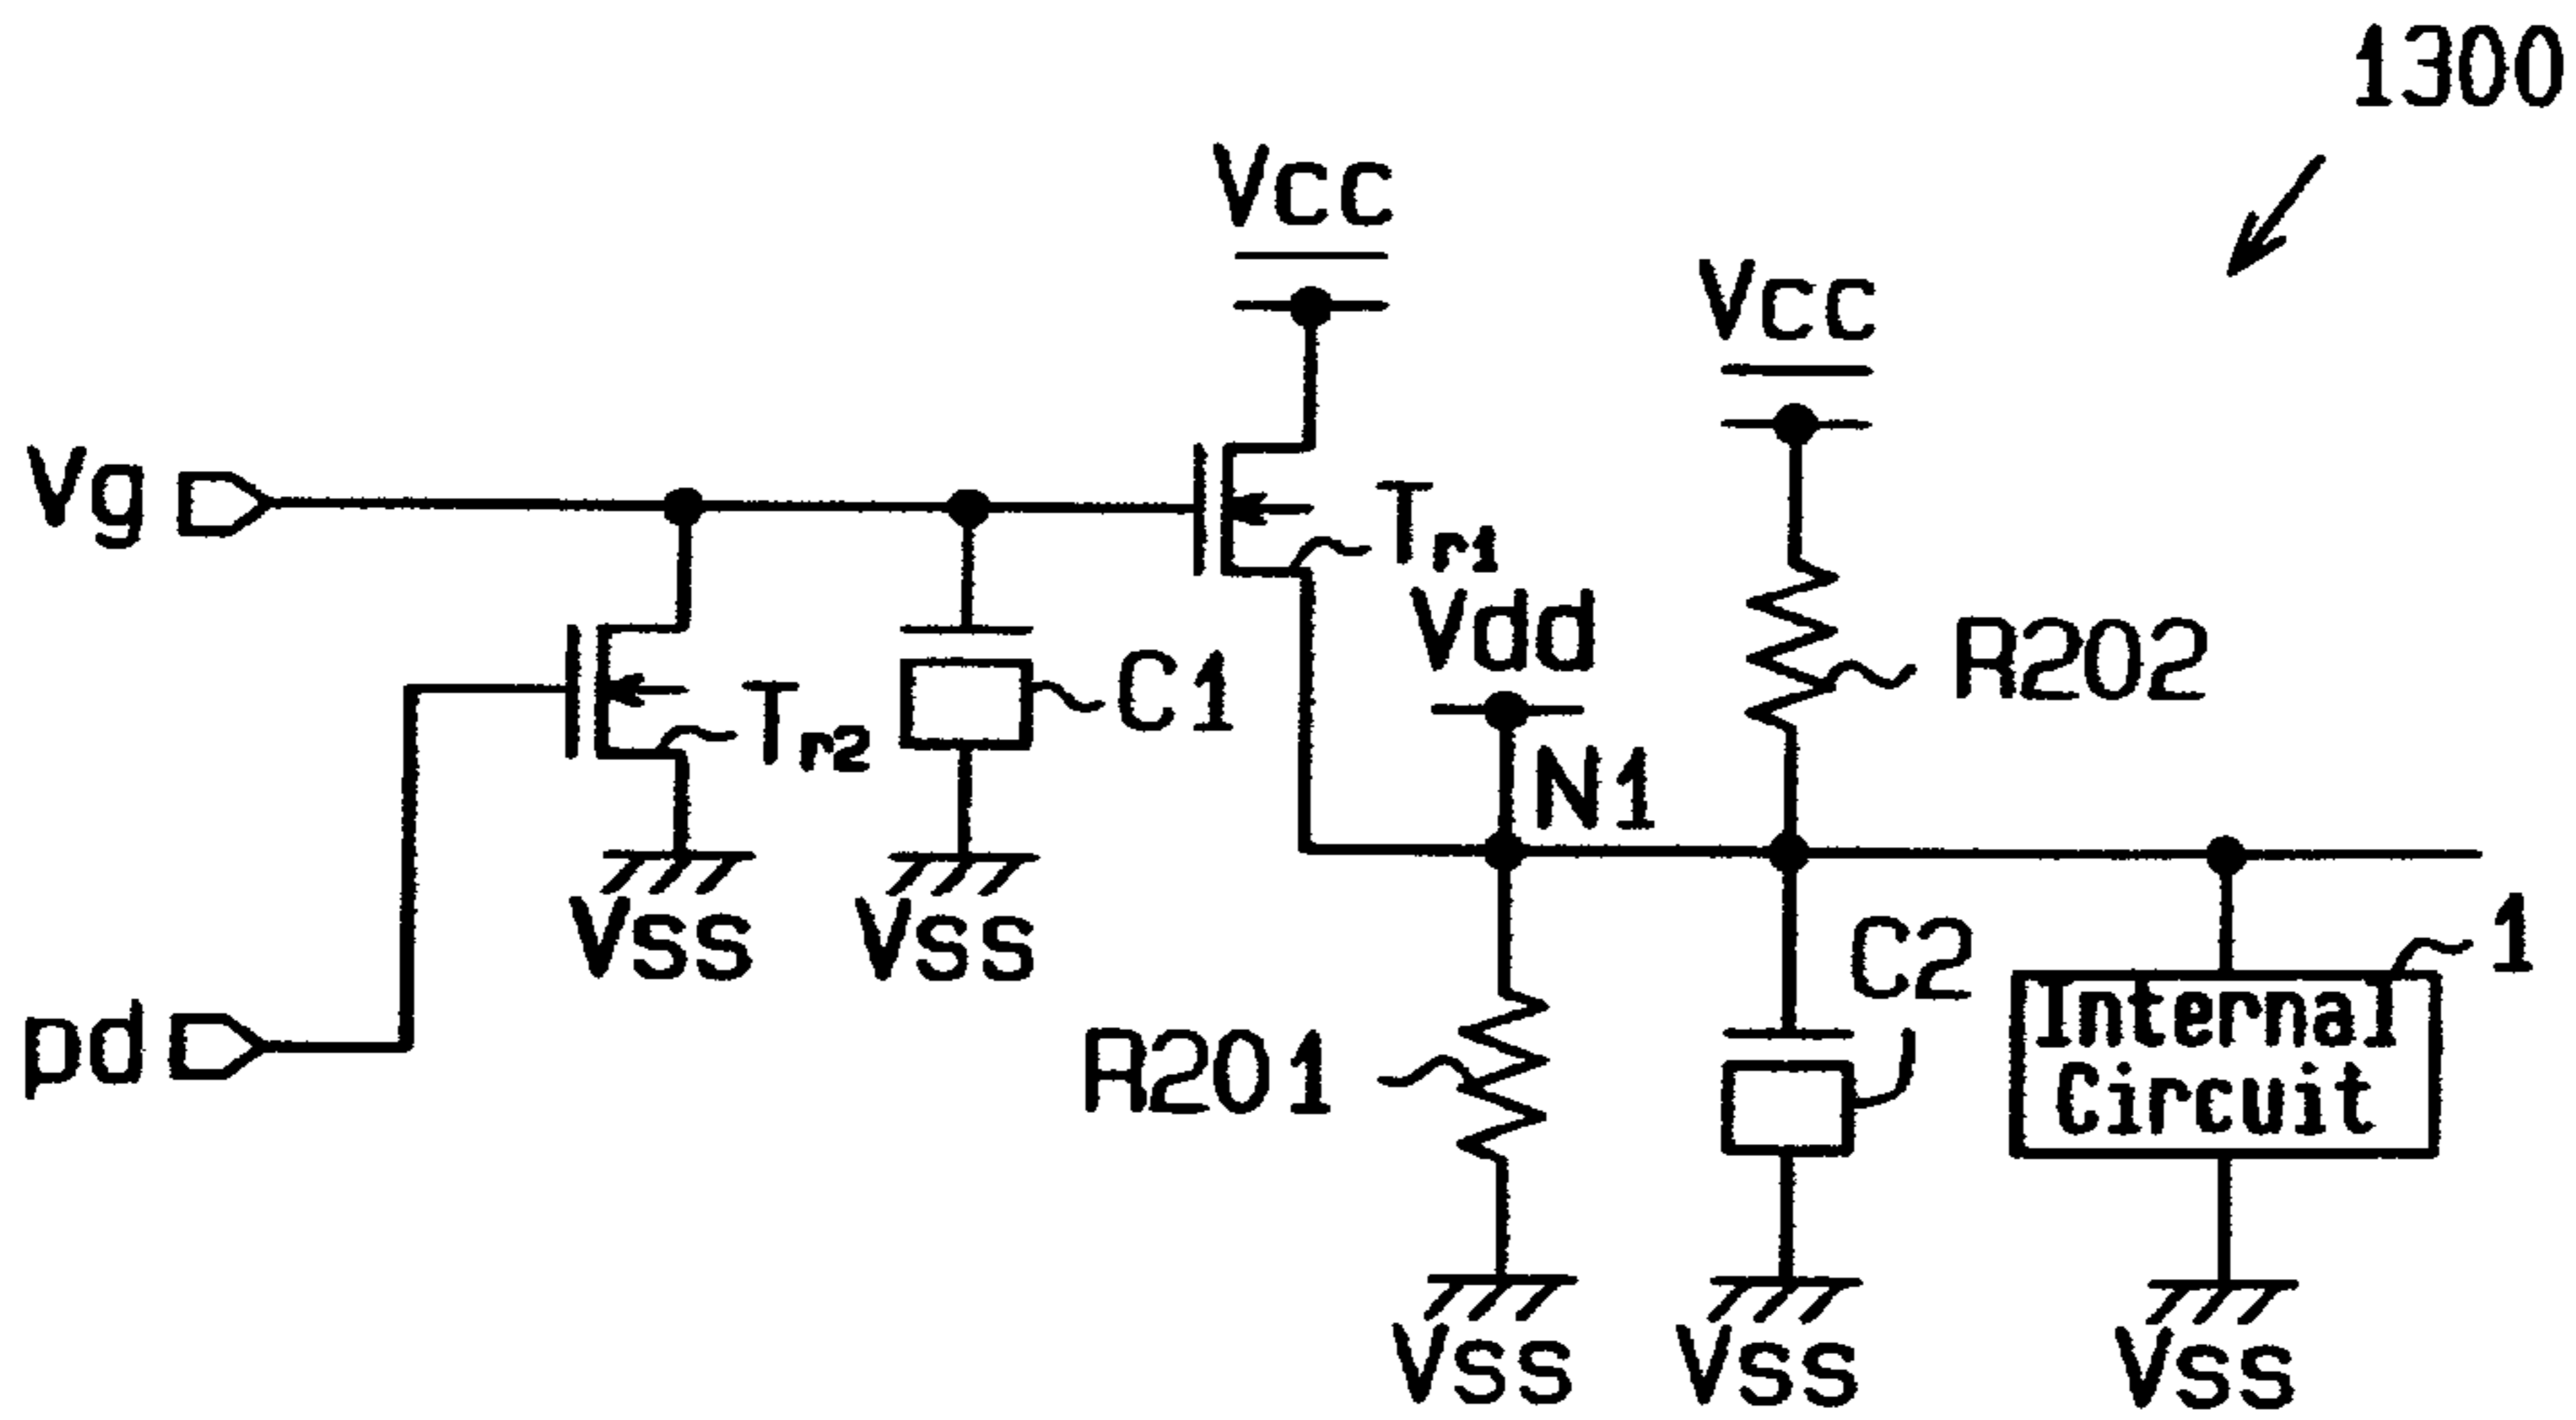 1300
Vcc
Vcc
Vg
Tr1
Vdd
R202
C1
Tr2
N1
Vss
Vss
C2
1
pd
R201
Internal
Circuit
Vss
Vss
Vss